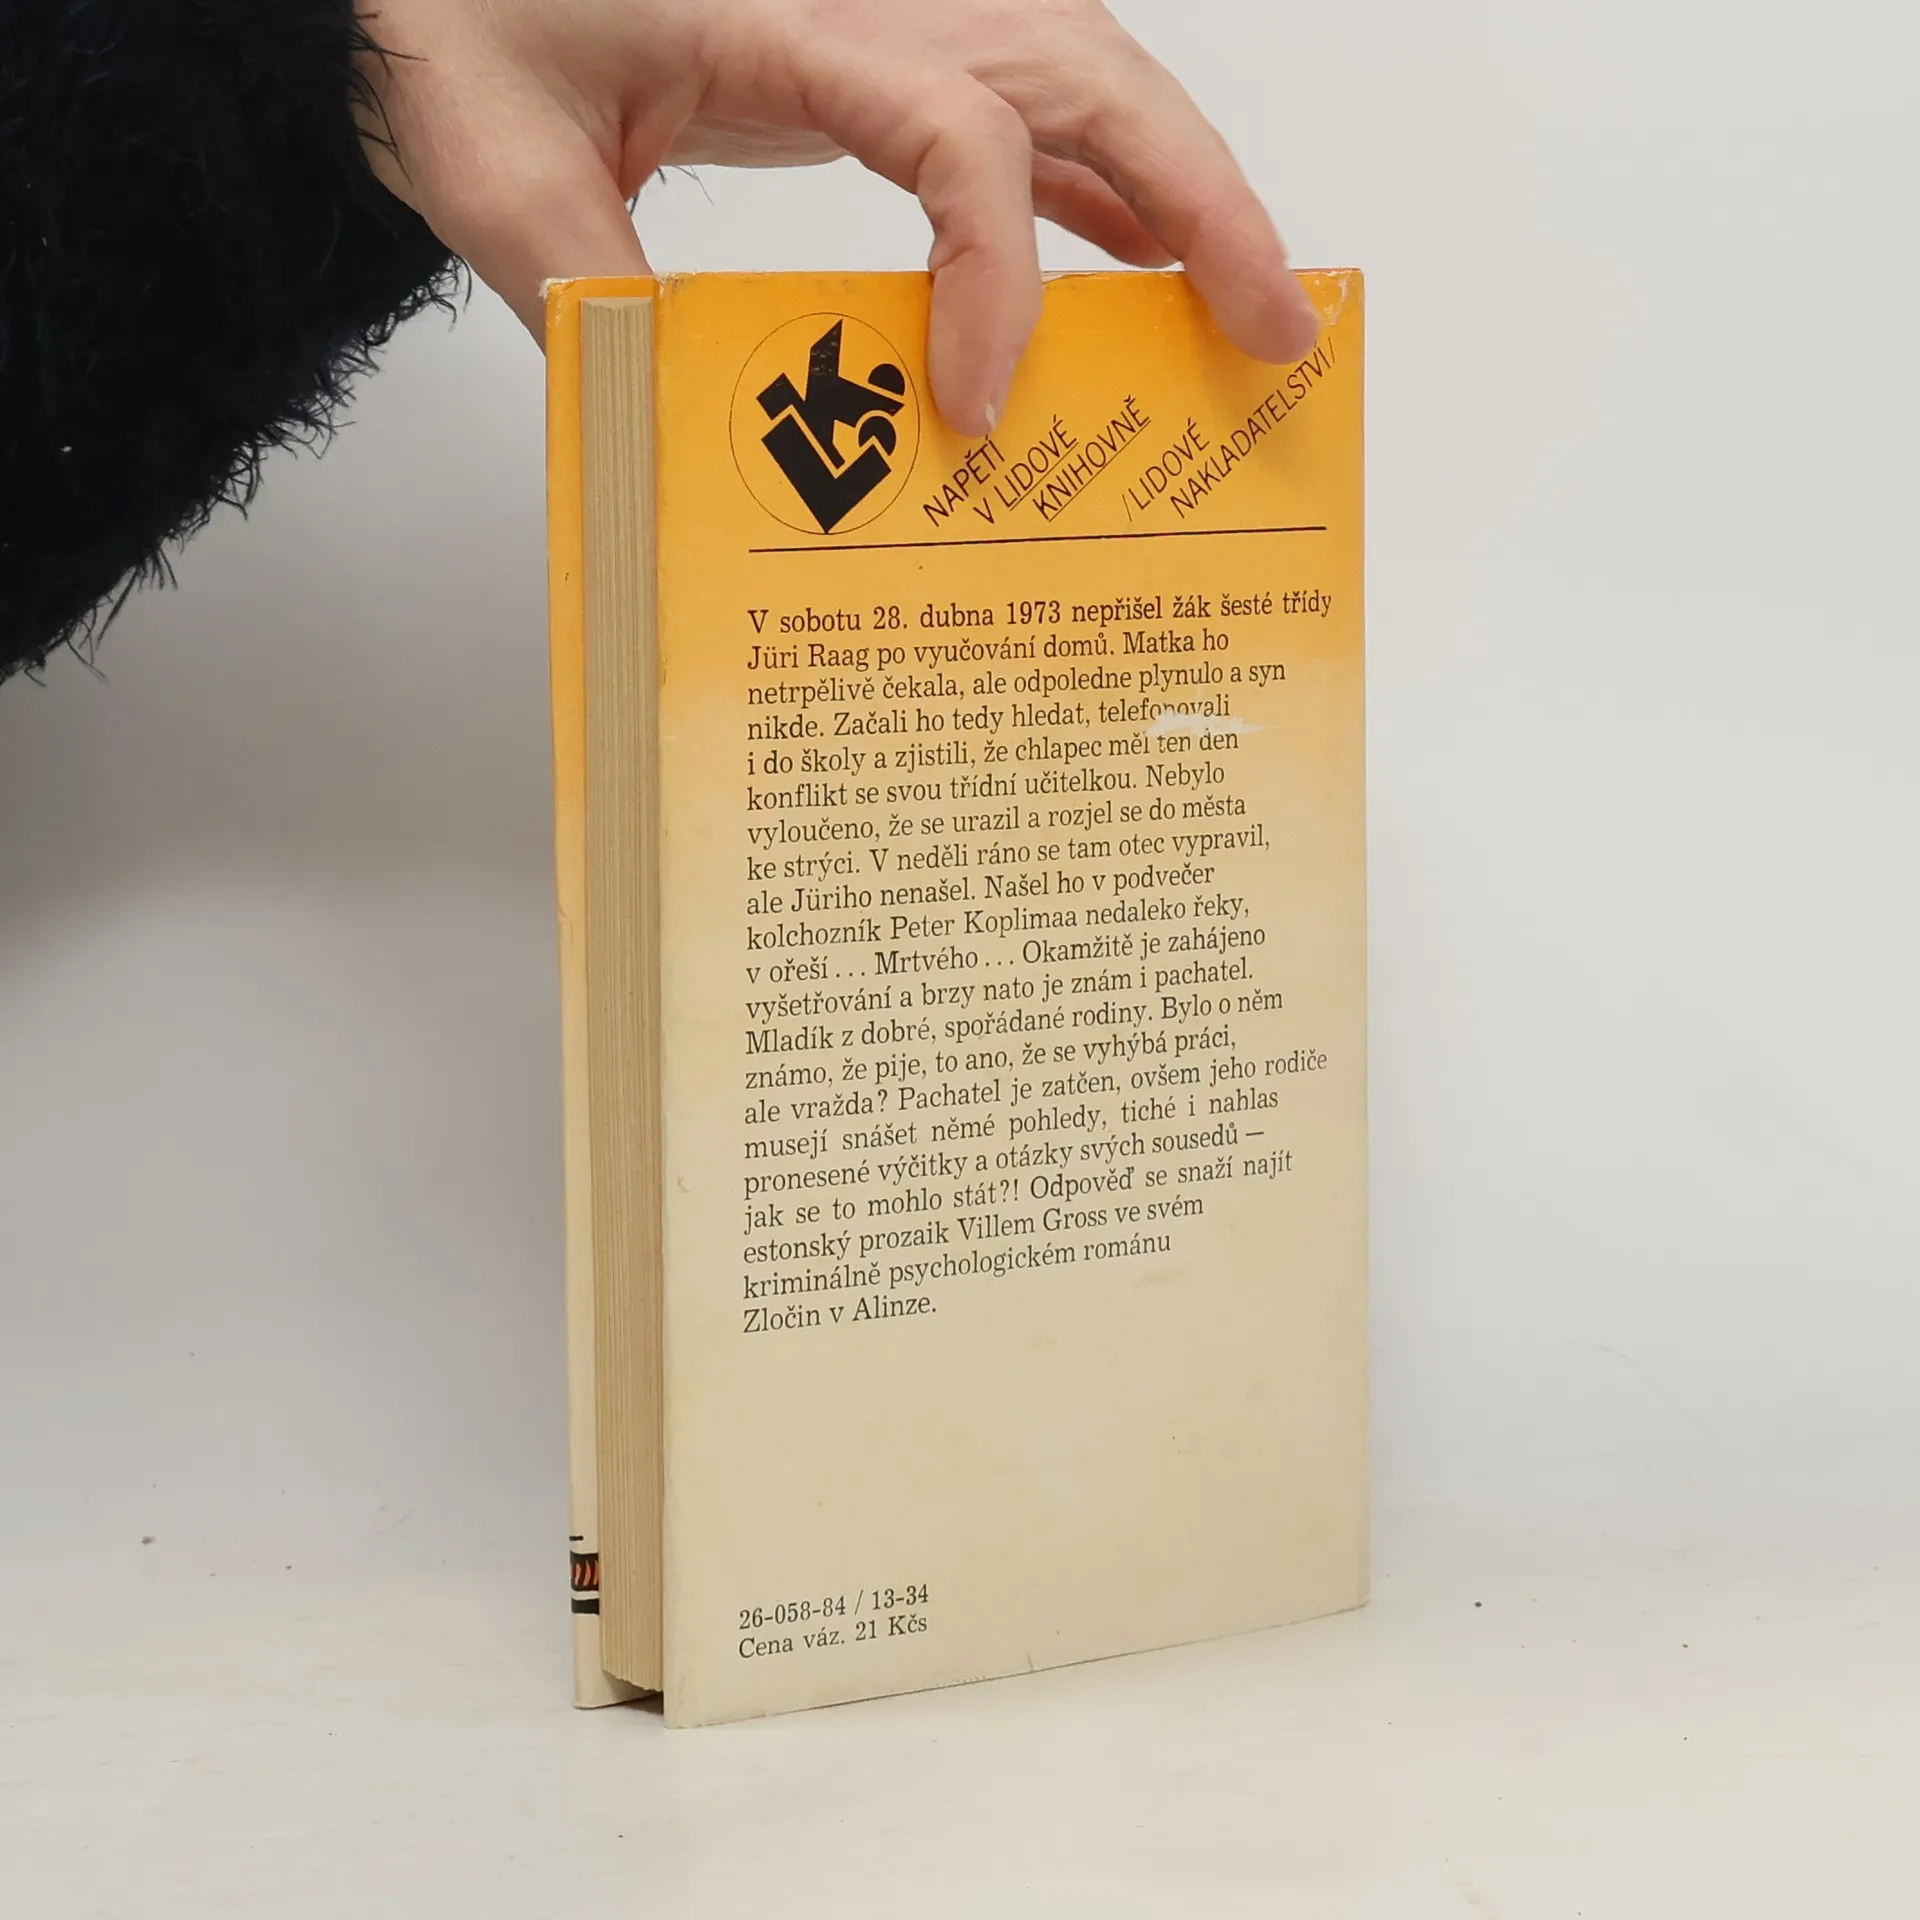 LK
NAPĚTÍ
V LIDOVÉ
KNIHOVNĚ
/LIDOVÉ
NAKLADATELSTVÍ/
V sobotu 28. dubna 1973 nepřišel žák šesté třídy
Jüri Raag po vyučování domů. Matka ho
netrpělivě čekala, ale odpoledne plynulo a syn
nikde. Začali ho tedy hledat, telefonovali
i do školy a zjistili, že chlapec měl ten den
konflikt se svou třídní učitelkou. Nebylo
vyloučeno, že se urazil a rozjel se do města
ke strýci. V neděli ráno se tam otec vypravil,
ale Jüriho nenašel. Našel ho v podvečer
kolchozník Peter Koplimaa nedaleko řeky,
v ořeší... Mrtvého... Okamžitě je zahájeno
vyšetřování a brzy nato je znám i pachatel.
Mladík z dobré, spořádané rodiny. Bylo o něm
známo, že pije, to ano, že se vyhýbá práci,
ale vražda? Pachatel je zatčen, ovšem jeho rodiče
musejí snášet němé pohledy, tiché i nahlas
pronesené výčitky a otázky svých sousedů —
jak se to mohlo stát?! Odpověď se snaží najít
estonský prozaik Villem Gross ve svém
kriminálně psychologickém románu
Zločin v Alinze.
26-058-84 / 13-34
Cena váz. 21 Kčs